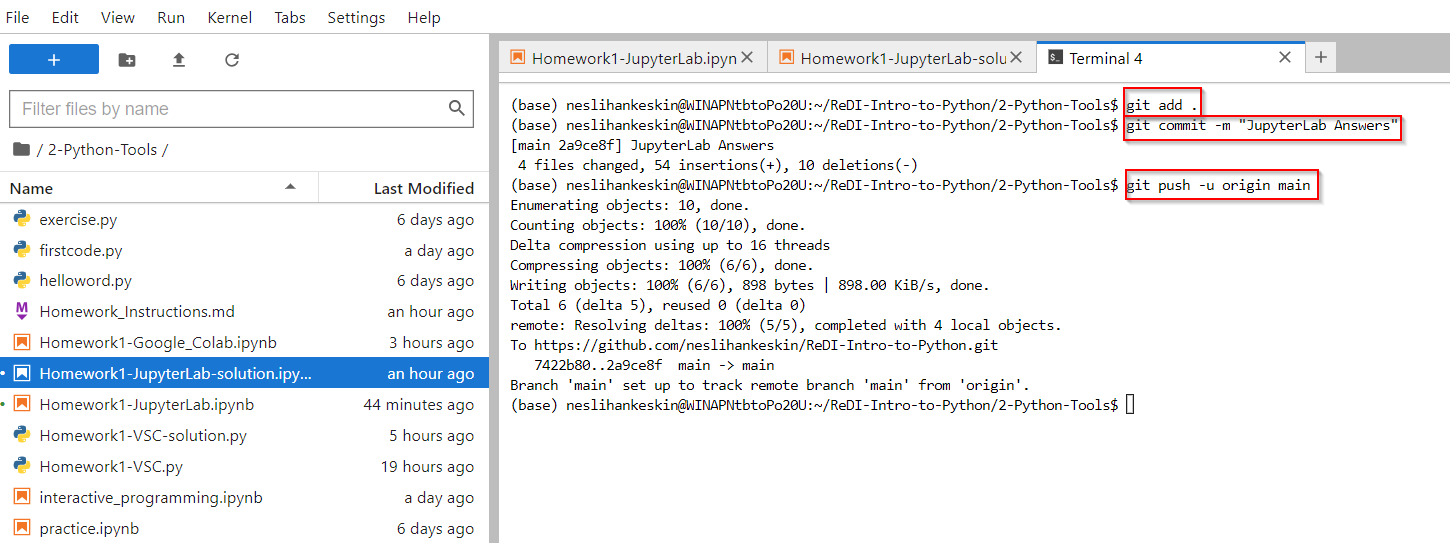 File Edit View Run Kernel Tabs Settings Help
+
Filter files by name
/ 2-Python-Tools /
Name Last Modified
exercise.py 6 days ago
firstcode.py a day ago
helloword.py 6 days ago
Homework_Instructions.md an hour ago
Homework1-Google_Colab.ipynb 3 hours ago
Homework1-JupyterLab-solution.ipy... an hour ago
Homework1-JupyterLab.ipynb 44 minutes ago
Homework1-VSC-solution.py 5 hours ago
Homework1-VSC.py 19 hours ago
interactive_programming.ipynb a day ago
practice.ipynb 6 days ago
Homework1-JupyterLab.ipyn Homework1-JupyterLab-solu Terminal 4 +
(base) neslihankeskin@WINAPNtbtoPo20U:~/ReDI-Intro-to-Python/2-Python-Tools$ git add .
(base) neslihankeskin@WINAPNtbtoPo20U:~/ReDI-Intro-to-Python/2-Python-Tools$ git commit -m "JupyterLab Answers"
[main 2a9ce8f] JupyterLab Answers
4 files changed, 54 insertions(+), 10 deletions(-)
(base) neslihankeskin@WINAPNtbtoPo20U:~/ReDI-Intro-to-Python/2-Python-Tools$ git push -u origin main
Enumerating objects: 10, done.
Counting objects: 100% (10/10), done.
Delta compression using up to 16 threads
Compressing objects: 100% (6/6), done.
Writing objects: 100% (6/6), 898 bytes | 898.00 KiB/s, done.
Total 6 (delta 5), reused 0 (delta 0)
remote: Resolving deltas: 100% (5/5), completed with 4 local objects.
To https://github.com/neslihankeskin/ReDI-Intro-to-Python.git
7422b80..2a9ce8f main -> main
Branch 'main' set up to track remote branch 'main' from 'origin'.
(base) neslihankeskin@WINAPNtbtoPo20U:~/ReDI-Intro-to-Python/2-Python-Tools$